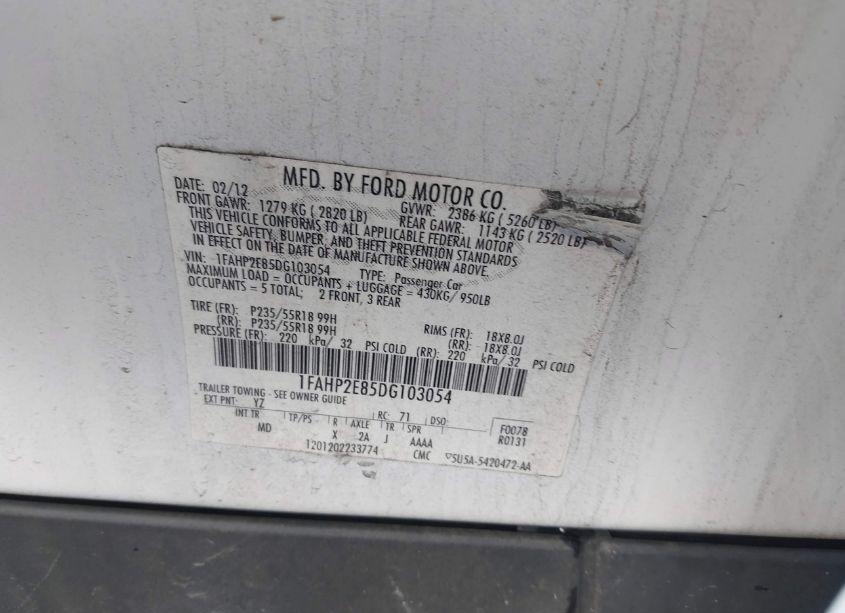 MFD. BY FORD MOTOR CO.
DATE: 02/12 GVWR: 2386 KG ( 5260 LB)
FRONT GAWR: 1279 KG ( 2820 LB) REAR GAWR: 1143 KG ( 2520 LB)
THIS VEHICLE CONFORMS TO ALL APPLICABLE FEDERAL MOTOR
VEHICLE SAFETY, BUMPER, AND THEFT PREVENTION STANDARDS
IN EFFECT ON THE DATE OF MANUFACTURE SHOWN ABOVE.
VIN: 1FAHP2E85DG103054 TYPE: Passenger Car
MAXIMUM LOAD = OCCUPANTS + LUGGAGE = 430KG/ 950LB
OCCUPANTS = 5 TOTAL; 2 FRONT, 3 REAR
TIRE (FR): P235/55R18 99H RIMS (FR): 18X8.0J
(RR): P235/55R18 99H (RR): 18X8.0J
PRESSURE (FR): 220 kPa/ 32 PSI COLD (RR): 220 kPa/ 32 PSI COLD
1FAHP2E85DG103054
TRAILER TOWING - SEE OWNER GUIDE
EXT PNT: YZ RC: 71 DSO: F0078
INT TR TP/PS R AXLE TR SPR R0131
MD X 2A J AAAA
1201202233774 CMC ▽5U5A-5420472-AA